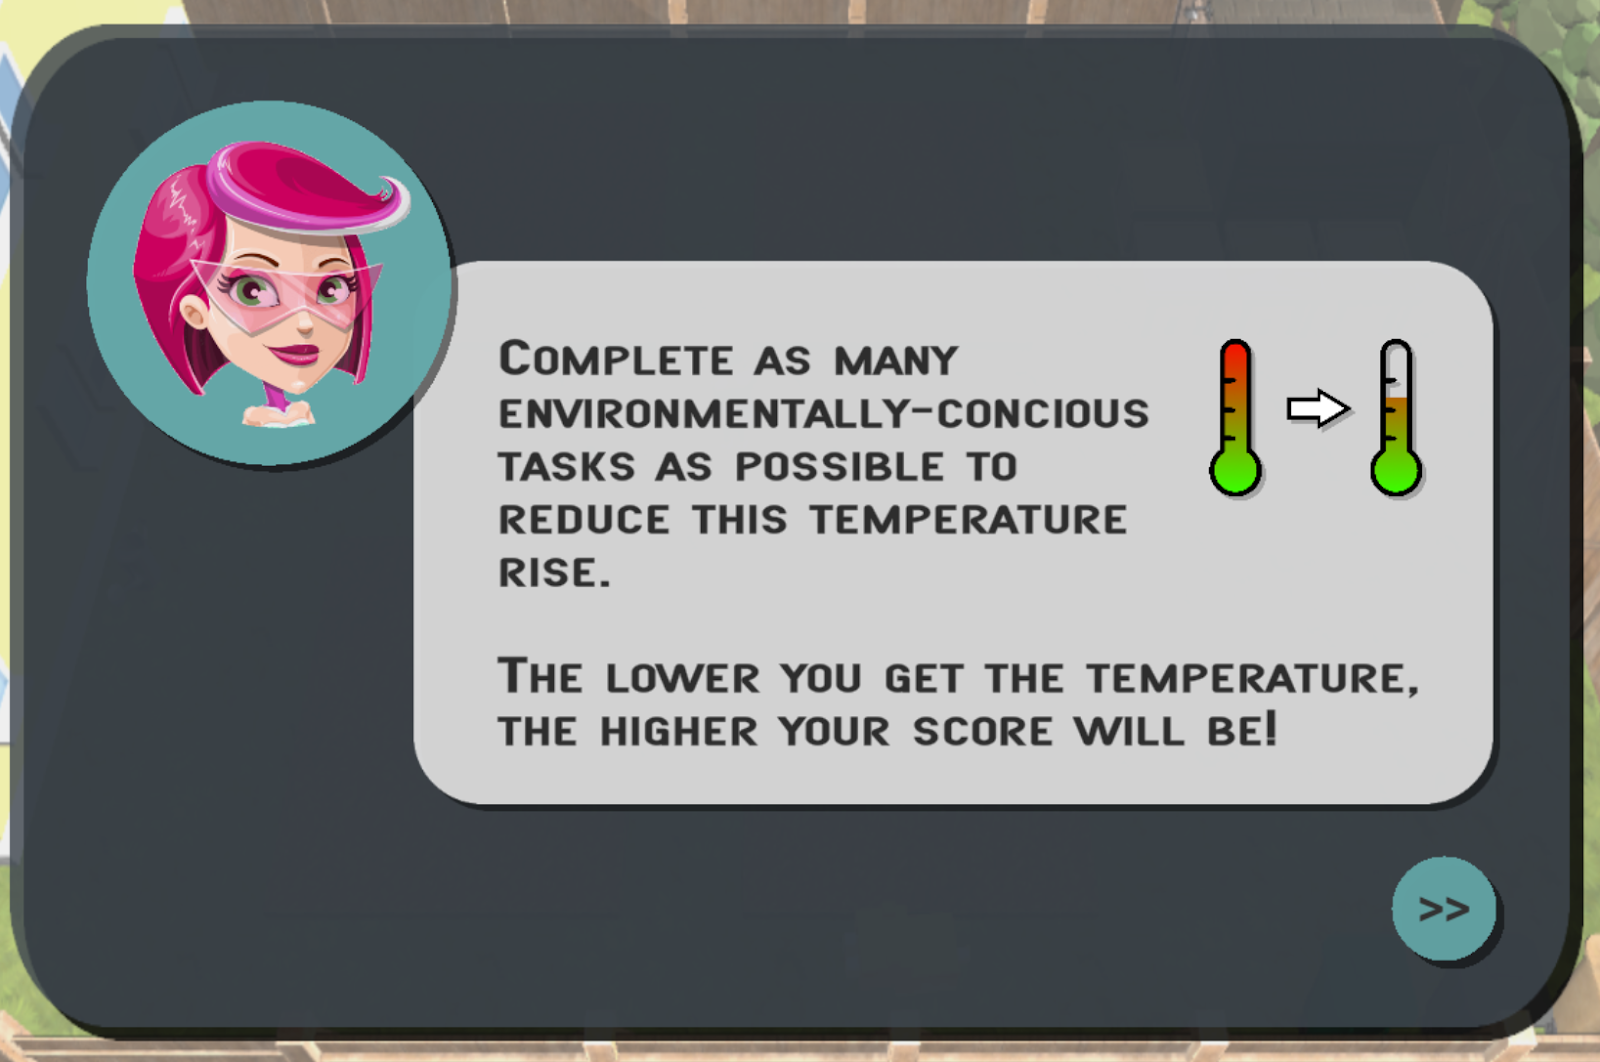 Complete as many
environmentally-concious
tasks as possible to
reduce this temperature
rise.
The lower you get the temperature,
the higher your score will be!
>>